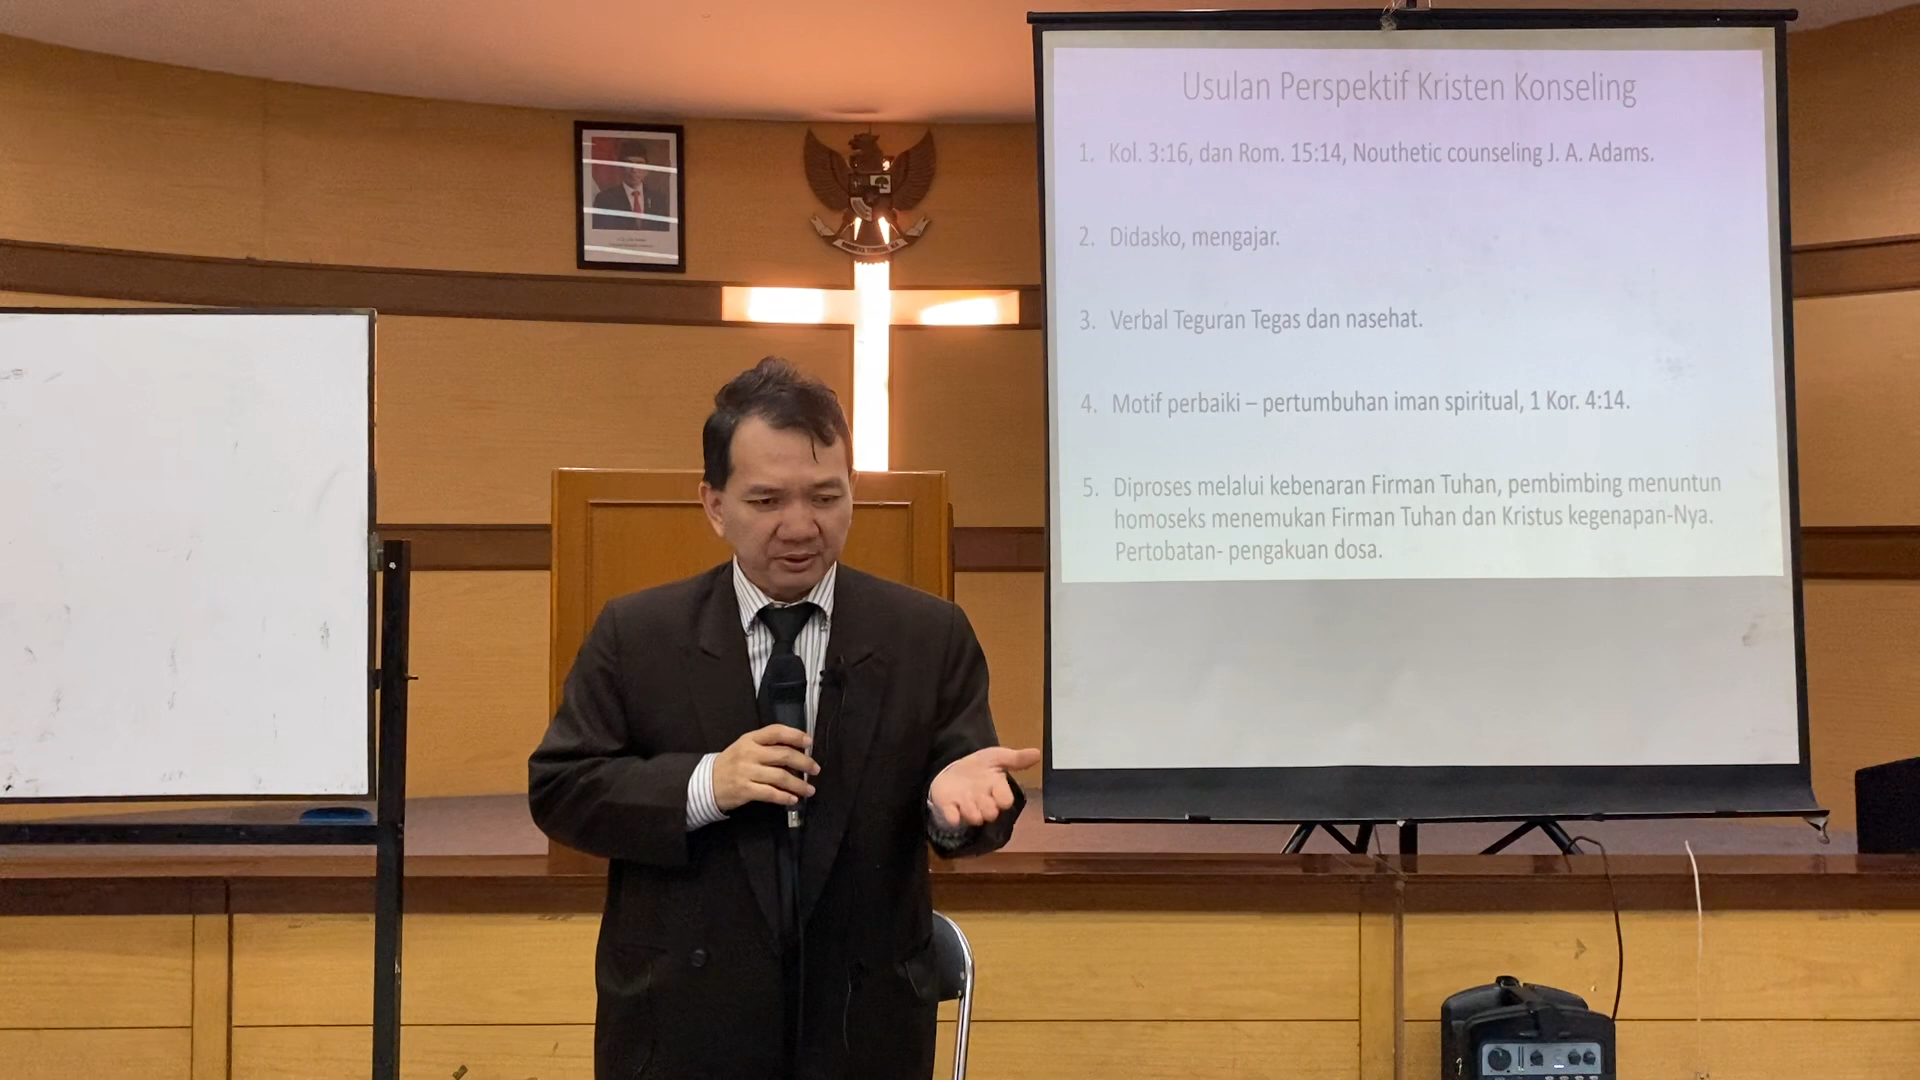 Usulan Perspektif Kristen Konseling
1. Kol. 3:16, dan Rom. 15:14, Nouthetic counseling J. A. Adams.
2. Didasko, mengajar.
3. Verbal Teguran Tegas dan nasehat.
4. Motif perbaiki – pertumbuhan iman spiritual, 1 Kor. 4:14.
5. Diproses melalui kebenaran Firman Tuhan, pembimbing menuntun
homoseks menemukan Firman Tuhan dan Kristus kegenapan-Nya.
Pertobatan- pengakuan dosa.